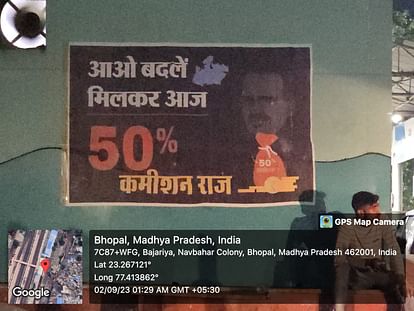 आओ बदलें
मिलकर आज
50%
कमीशन राज
50%
GPS Map Camera
Bhopal, Madhya Pradesh, India
7C87+WFG, Bajariya, Navbahar Colony, Bhopal, Madhya Pradesh 462001, India
Lat 23.267121°
Long 77.413862°
02/09/23 01:29 AM GMT +05:30
Google